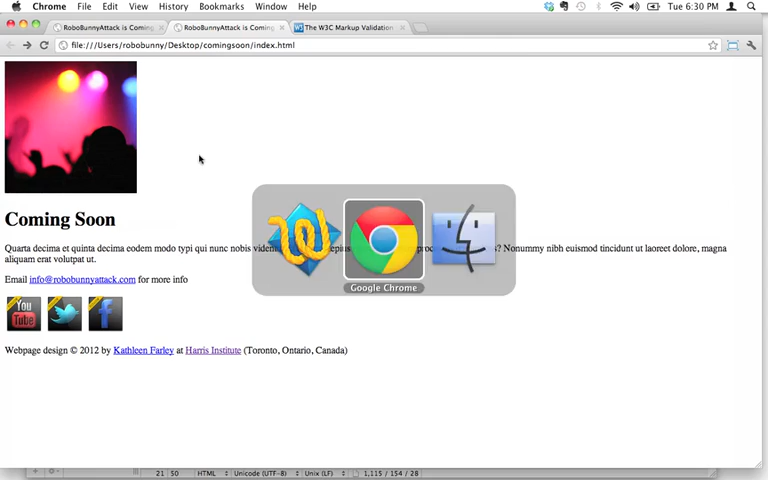 Chrome File Edit View History Bookmarks Window Help Tue 6:30 PM
RoboBunnyAttack is Coming RoboBunnyAttack is Coming The W3C Markup Validation
file:///Users/robobunny/Desktop/comingsoon/index.html
Coming Soon
Quarta decima et quinta decima eodem modo typi qui nunc nobis ? Nonummy nibh euismod tincidunt ut laoreet dolore, magna
aliquam erat volutpat ut.
Email info@robobunnyattack.com for more info
You
Tube
Google Chrome
Webpage design © 2012 by Kathleen Farley at Harris Institute (Toronto, Ontario, Canada)
21 50 HTML Unicode (UTF-8) Unix (LF) 1,115 / 154 / 28